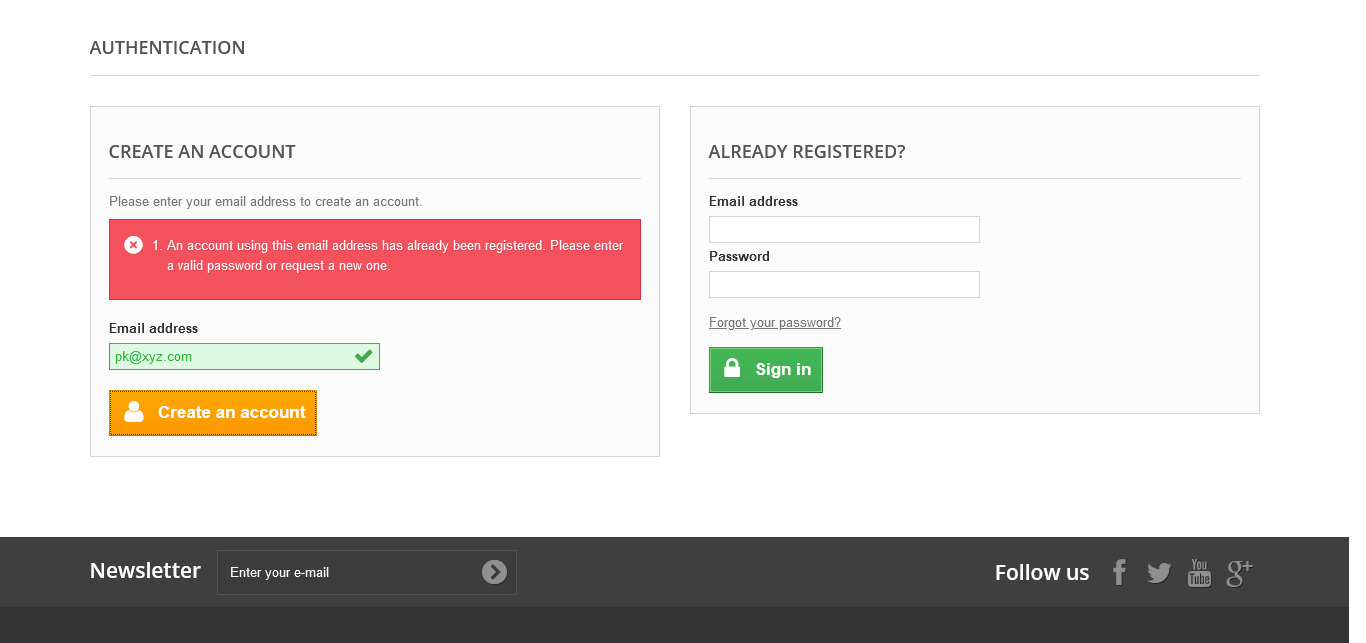 AUTHENTICATION
CREATE AN ACCOUNT
Please enter your email address to create an account.
1. An account using this email address has already been registered. Please enter
a valid password or request a new one.
Email address
pk@xyz.com
Create an account
ALREADY REGISTERED?
Email address
Password
Forgot your password?
Sign in
Newsletter
Enter your e-mail
Follow us
You
Tube